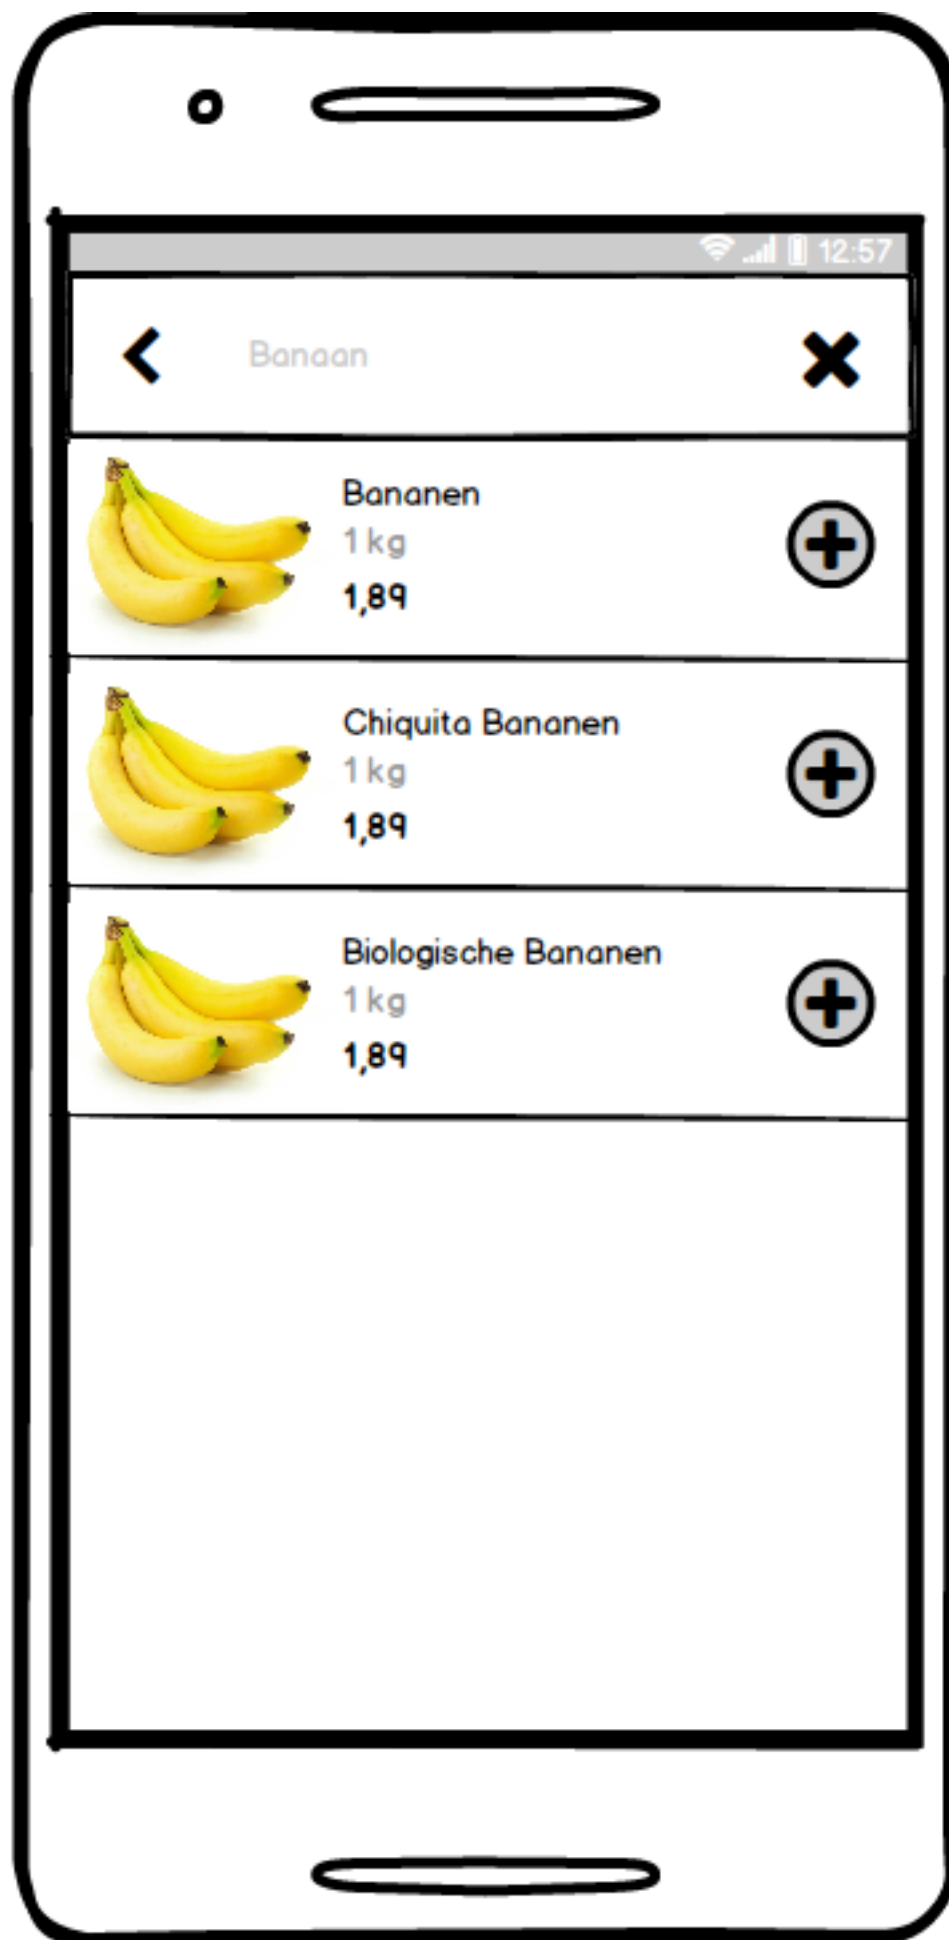 12:57
Banaan
Bananen
1 kg
1,89
Chiquita Bananen
1 kg
1,89
Biologische Bananen
1 kg
1,89